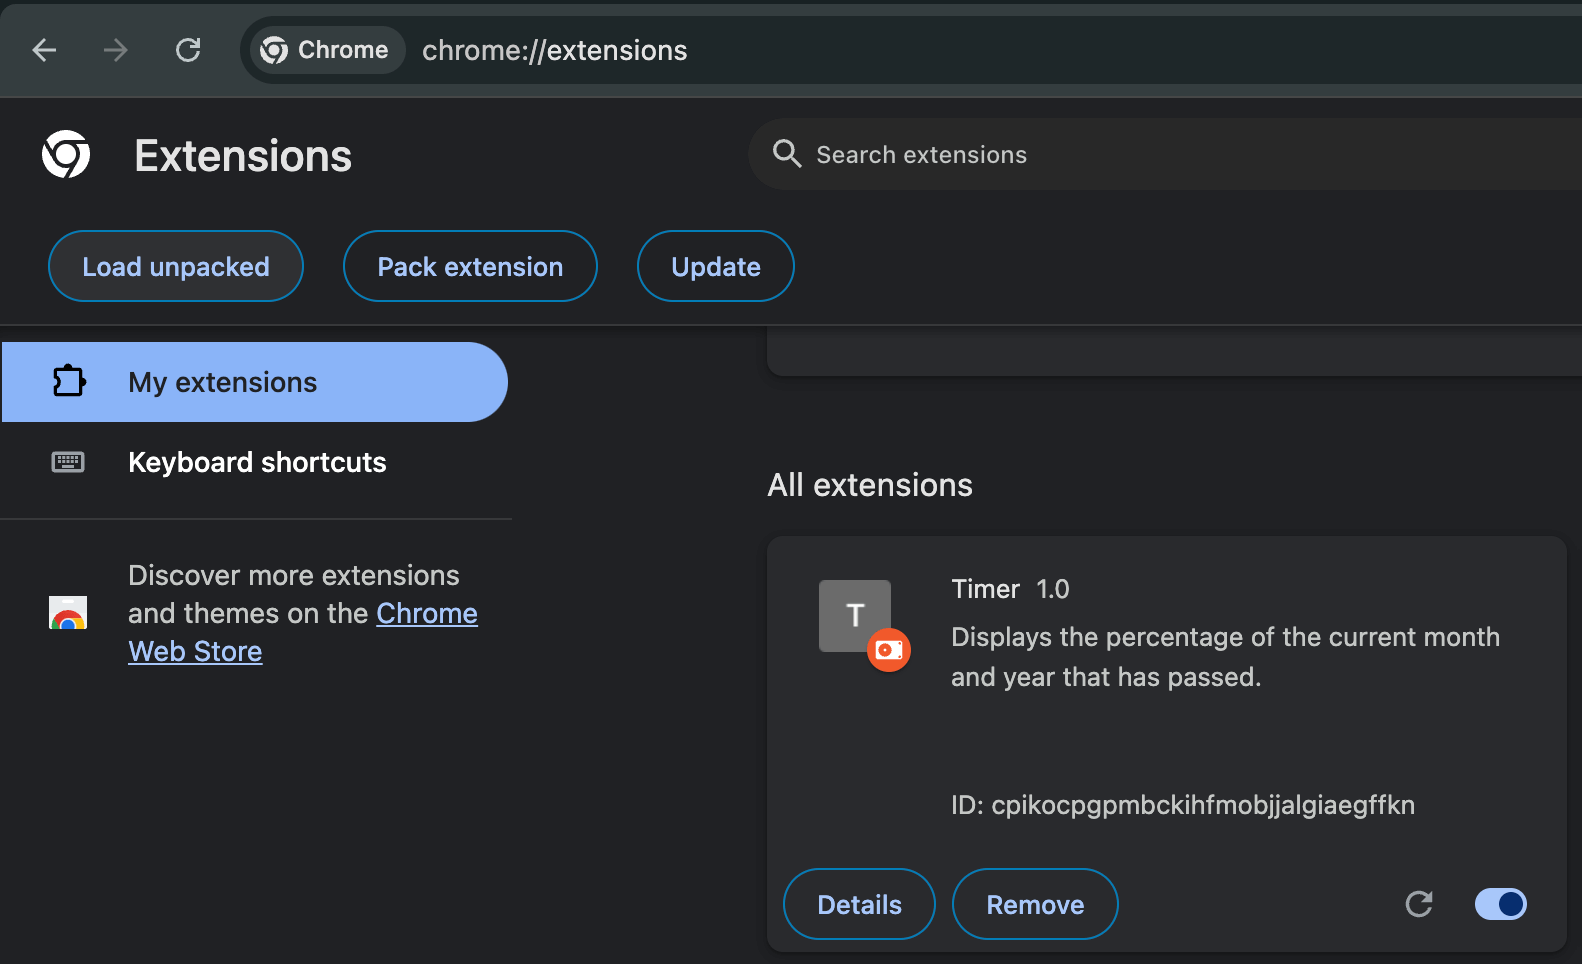 Chrome chrome://extensions
Extensions
Search extensions
Load unpacked
Pack extension
Update
My extensions
Keyboard shortcuts
Discover more extensions
and themes on the Chrome
Web Store
All extensions
T
Timer 1.0
Displays the percentage of the current month
and year that has passed.
ID: cpikocpgpmbckihfmobjjalgiaegffkn
Details
Remove